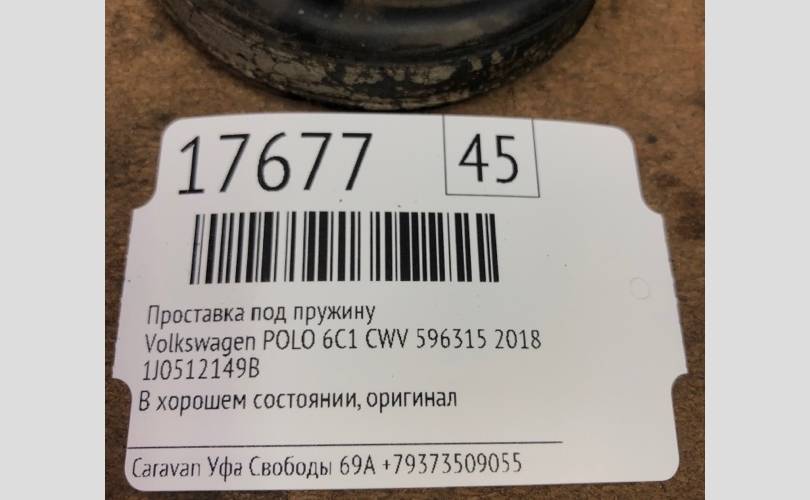 17677 45
Проставка под пружину
Volkswagen POLO 6C1 CWV 596315 2018
1J0512149B
В хорошем состоянии, оригинал
Caravan Уфа Свободы 69А +79373509055